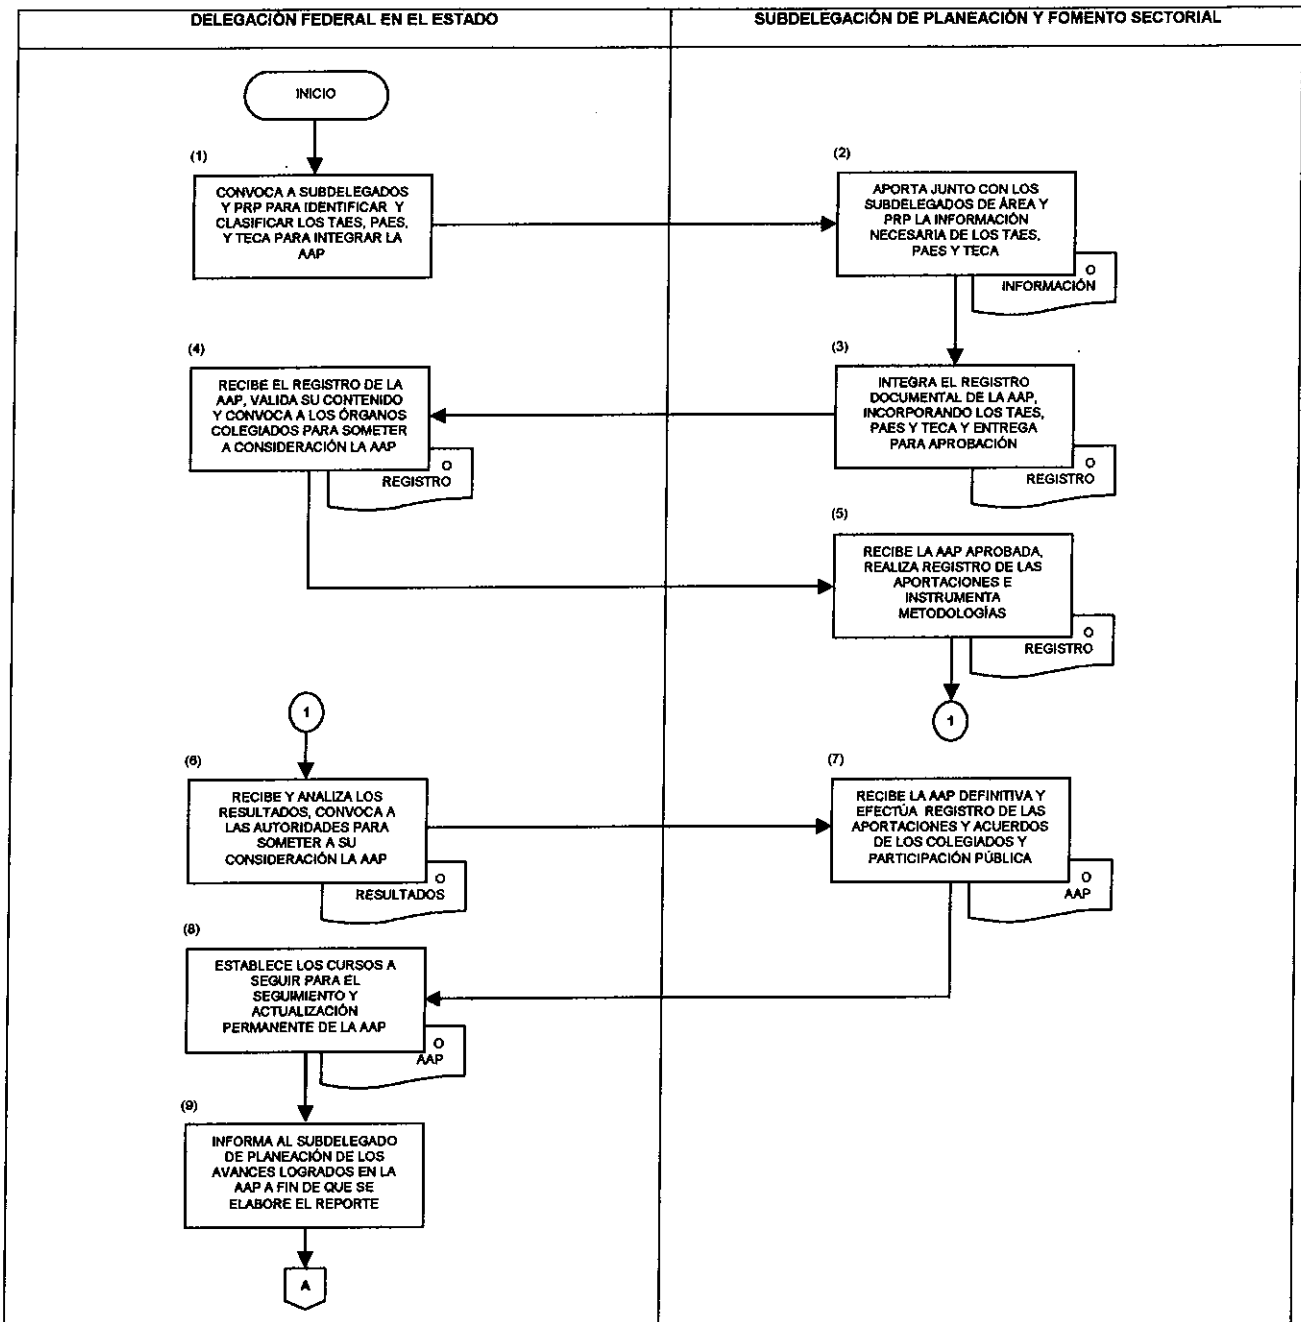 DELEGACIÓN FEDERAL EN EL ESTADO
SUBDELEGACIÓN DE PLANEACIÓN Y FOMENTO SECTORIAL
INICIO
(1)
CONVOCA A SUBDELEGADOS
Y PRP PARA IDENTIFICAR Y
CLASIFICAR LOS TAES, PAES,
Y TECA PARA INTEGRAR LA
AAP
(2)
APORTA JUNTO CON LOS
SUBDELEGADOS DE ÁREA Y
PRP LA INFORMACIÓN
NECESARIA DE LOS TAES,
PAES Y TECA
O
INFORMACIÓN
(3)
INTEGRA EL REGISTRO
DOCUMENTAL DE LA AAP,
INCORPORANDO LOS TAES,
PAES Y TECA Y ENTREGA
PARA APROBACIÓN
O
REGISTRO
(4)
RECIBE EL REGISTRO DE LA
AAP, VALIDA SU CONTENIDO
Y CONVOCA A LOS ÓRGANOS
COLEGIADOS PARA SOMETER
A CONSIDERACIÓN LA AAP
O
REGISTRO
(5)
RECIBE LA AAP APROBADA,
REALIZA REGISTRO DE LAS
APORTACIONES E
INSTRUMENTA
METODOLOGÍAS
O
REGISTRO
1
1
(6)
RECIBE Y ANALIZA LOS
RESULTADOS, CONVOCA A
LAS AUTORIDADES PARA
SOMETER A SU
CONSIDERACIÓN LA AAP
O
RESULTADOS
(7)
RECIBE LA AAP DEFINITIVA Y
EFECTÚA REGISTRO DE LAS
APORTACIONES Y ACUERDOS
DE LOS COLEGIADOS Y
PARTICIPACIÓN PÚBLICA
O
AAP
(8)
ESTABLECE LOS CURSOS A
SEGUIR PARA EL
SEGUIMIENTO Y
ACTUALIZACIÓN
PERMANENTE DE LA AAP
O
AAP
(9)
INFORMA AL SUBDELEGADO
DE PLANEACIÓN DE LOS
AVANCES LOGRADOS EN LA
AAP A FIN DE QUE SE
ELABORE EL REPORTE
A